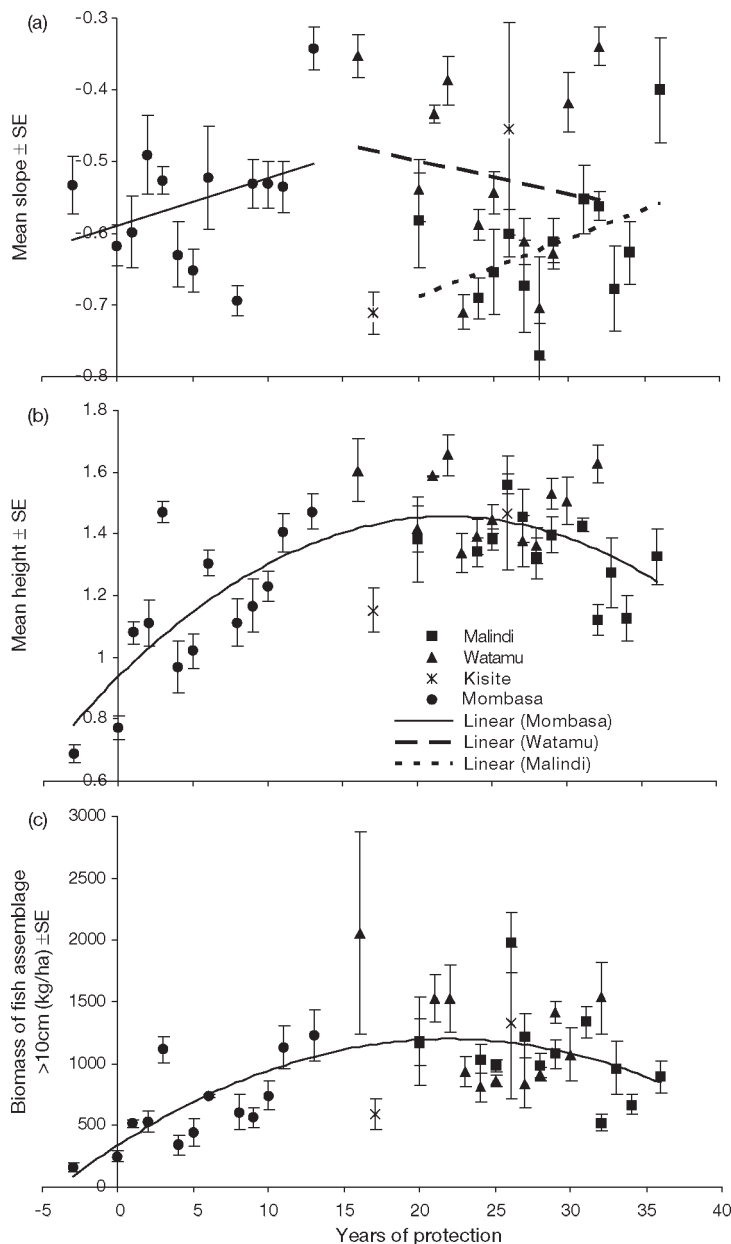 (a)
-0.3
-0.4
-0.5
-0.6
-0.7
-0.8
Mean slope ± SE
(b)
1.8
1.6
1.4
1.2
1
0.8
0.6
Mean height ± SE
Malindi
Watamu
Kisite
Mombasa
Linear (Mombasa)
Linear (Watamu)
Linear (Malindi)
(c)
3000
2500
2000
1500
1000
500
0
Biomass of fish assemblage
>10cm (kg/ha) ±SE
-5 0 5 10 15 20 25 30 35 40
Years of protection